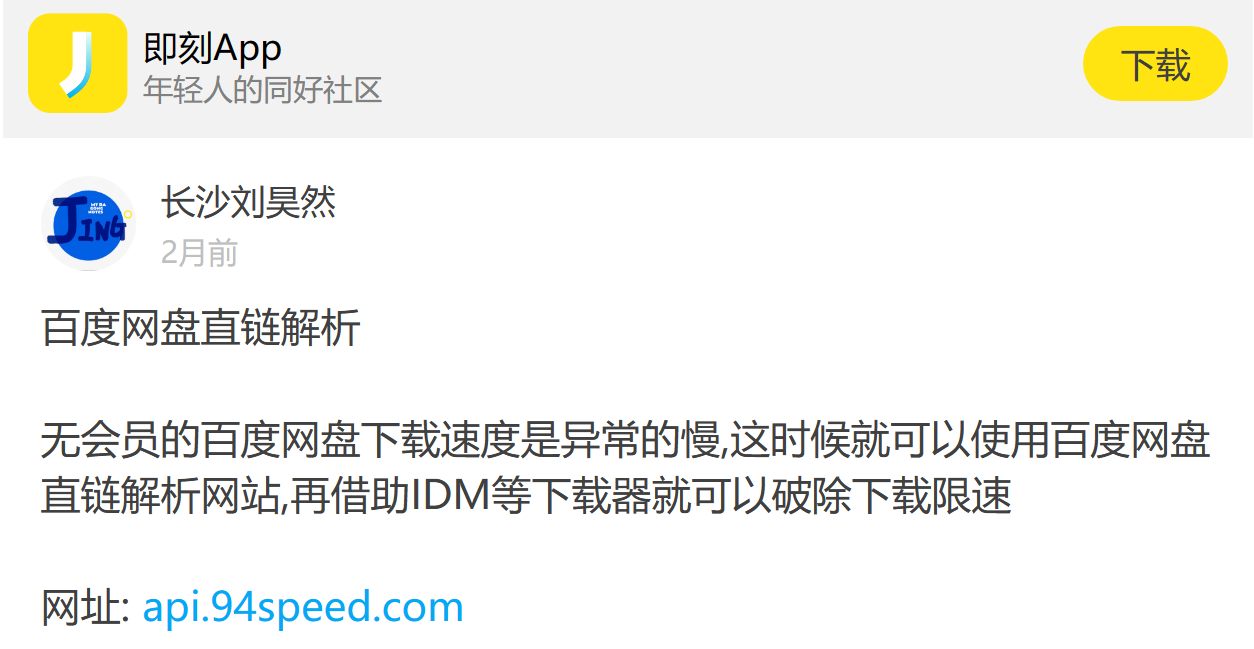 即刻App
年轻人的同好社区
下载
JING
长沙刘昊然
2月前
百度网盘直链解析
无会员的百度网盘下载速度是异常的慢,这时候就可以使用百度网盘
直链解析网站,再借助IDM等下载器就可以破除下载限速
网址: api.94speed.com